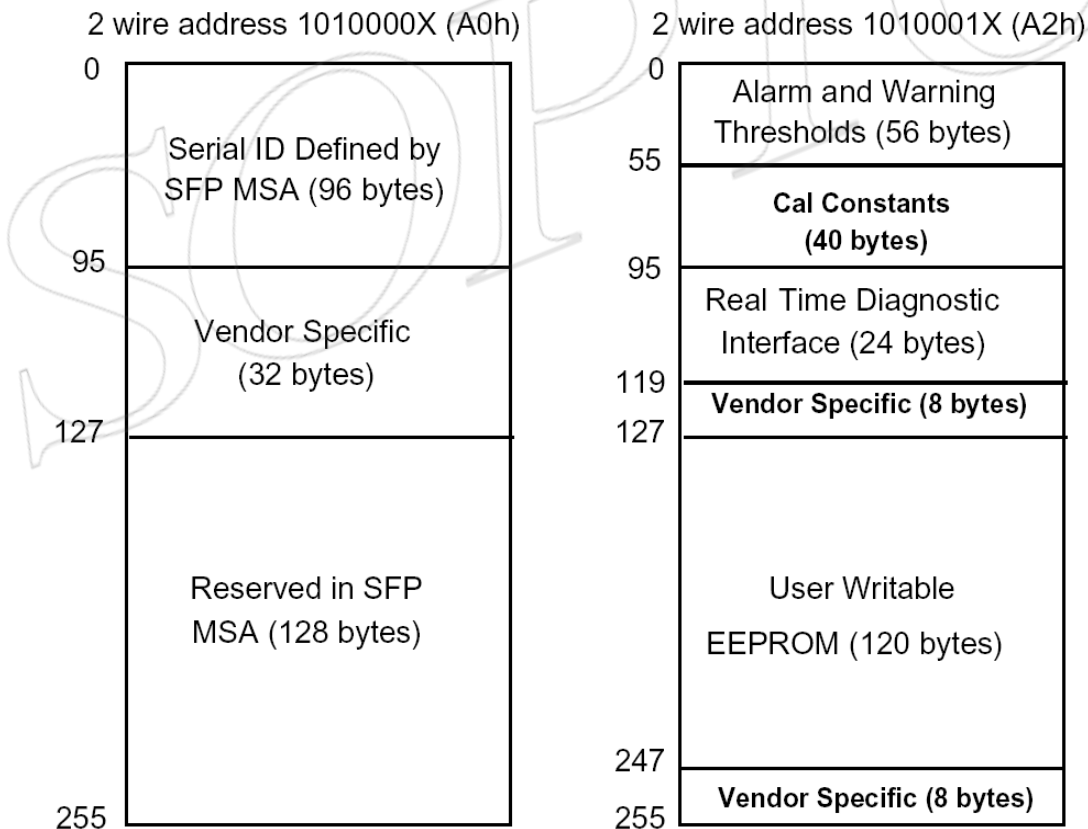 2 wire address 1010000X (A0h)
0
Serial ID Defined by
SFP MSA (96 bytes)
95
Vendor Specific
(32 bytes)
127
Reserved in SFP
MSA (128 bytes)
255
2 wire address 1010001X (A2h)
0
Alarm and Warning
Thresholds (56 bytes)
55
Cal Constants
(40 bytes)
95
Real Time Diagnostic
Interface (24 bytes)
119
Vendor Specific (8 bytes)
127
User Writable
EEPROM (120 bytes)
247
Vendor Specific (8 bytes)
255